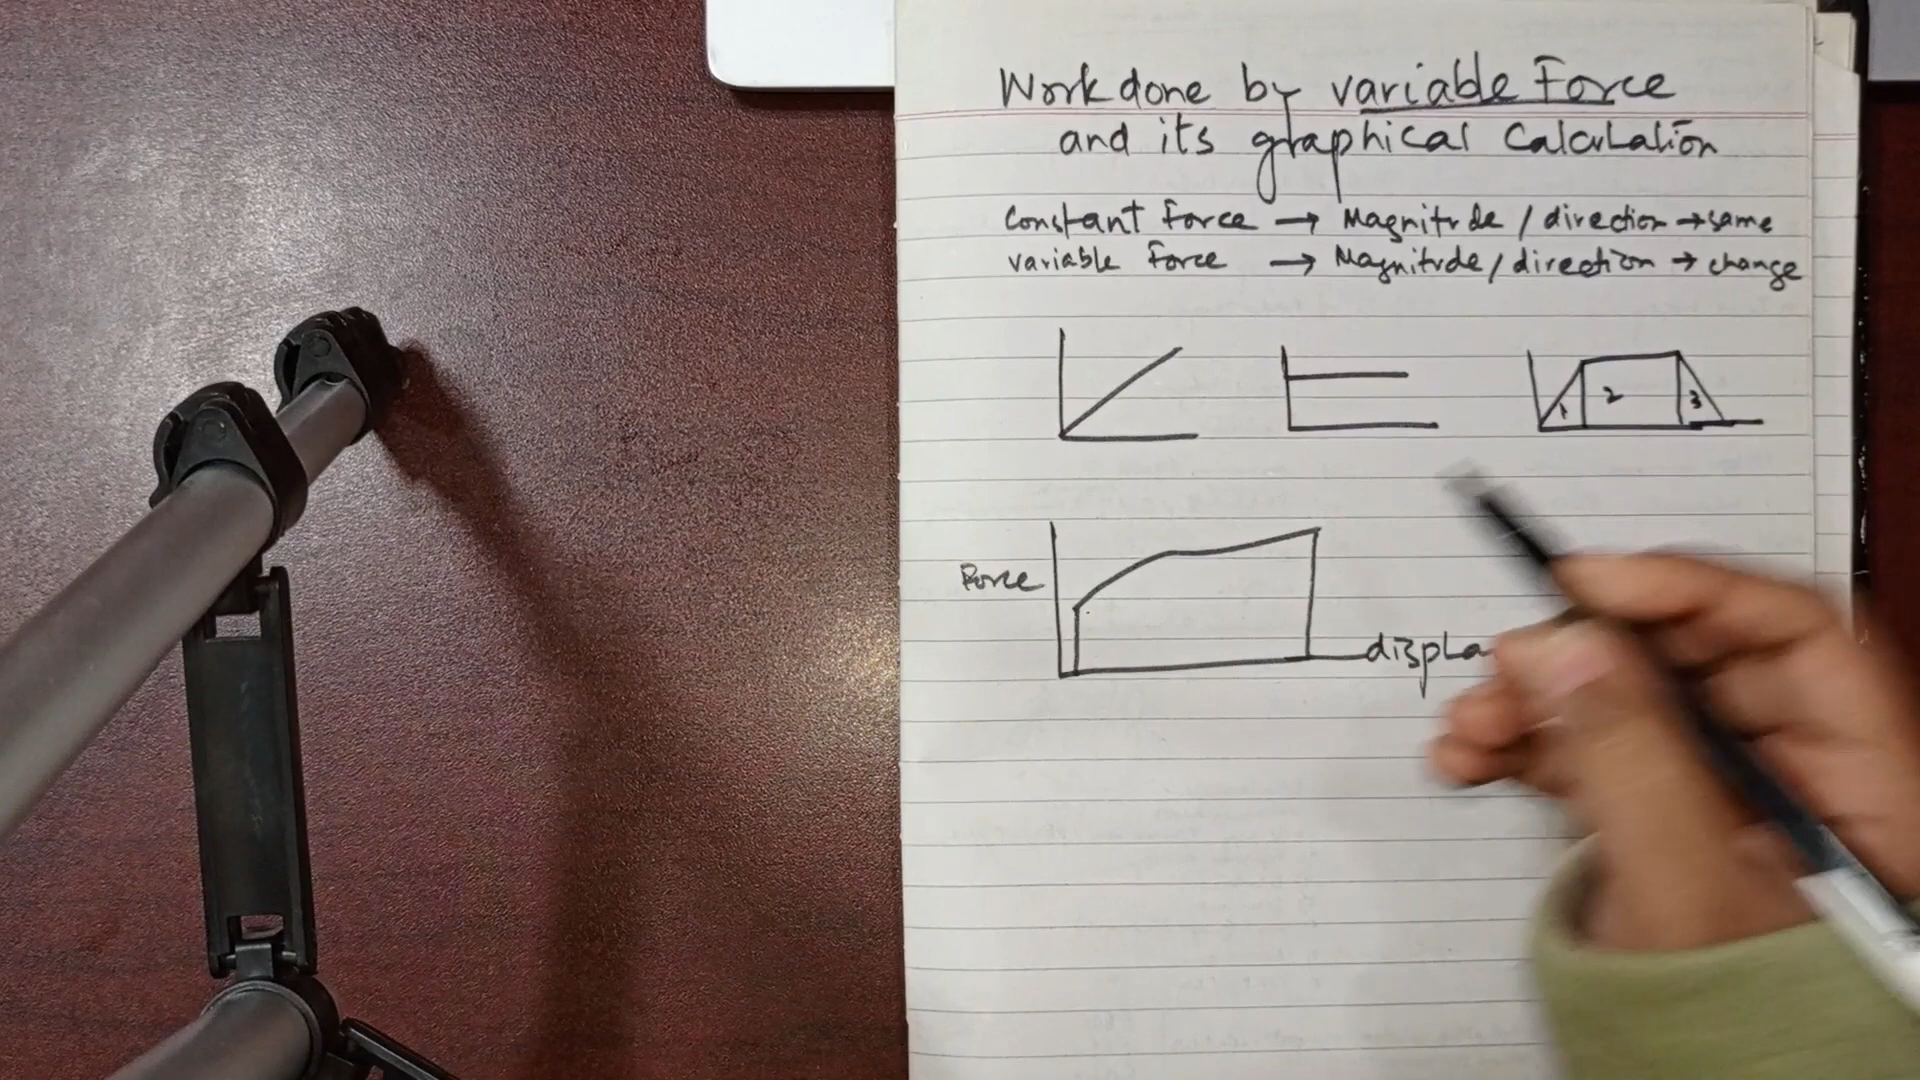 Work done by variable Force
and its graphical Calculation
Constant Force → Magnitude / direction → same
variable Force → Magnitude / direction → change
1 2 3
Force
displa